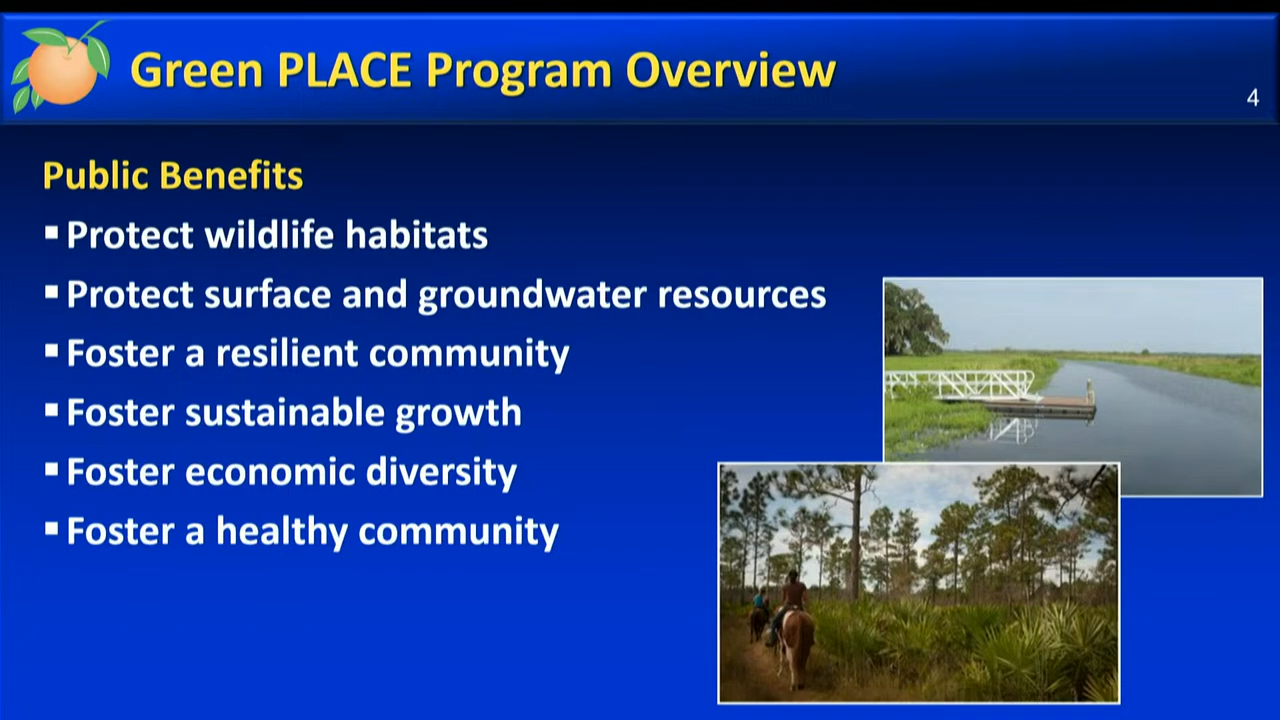 Green PLACE Program Overview
4
Public Benefits
▪ Protect wildlife habitats
▪ Protect surface and groundwater resources
▪ Foster a resilient community
▪ Foster sustainable growth
▪ Foster economic diversity
▪ Foster a healthy community